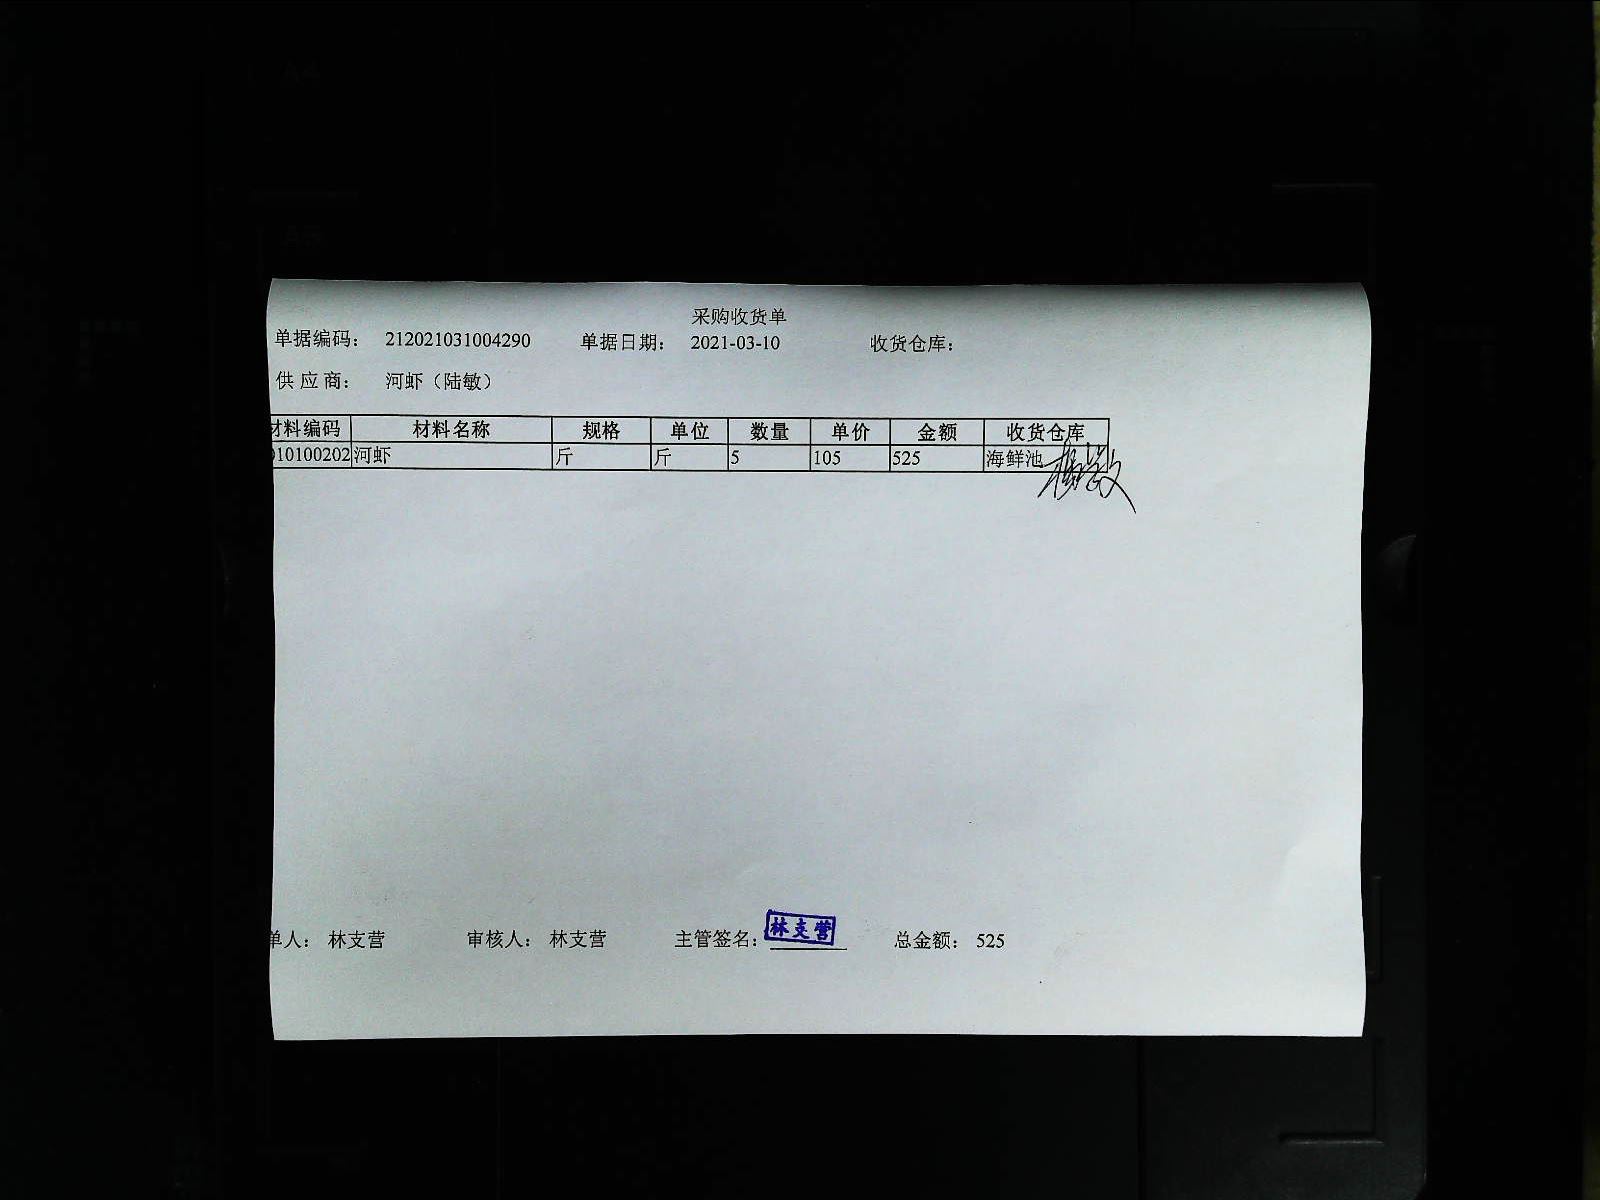 采购收货单
单据编码： 212021031004290 单据日期： 2021-03-10 收货仓库：
供应商： 河虾（陆敏）
材料编码 材料名称 规格 单位 数量 单价 金额 收货仓库
010100202 河虾 斤 斤 5 105 525 海鲜池
单人： 林支营 审核人： 林支营 主管签名： 林支营 总金额： 525